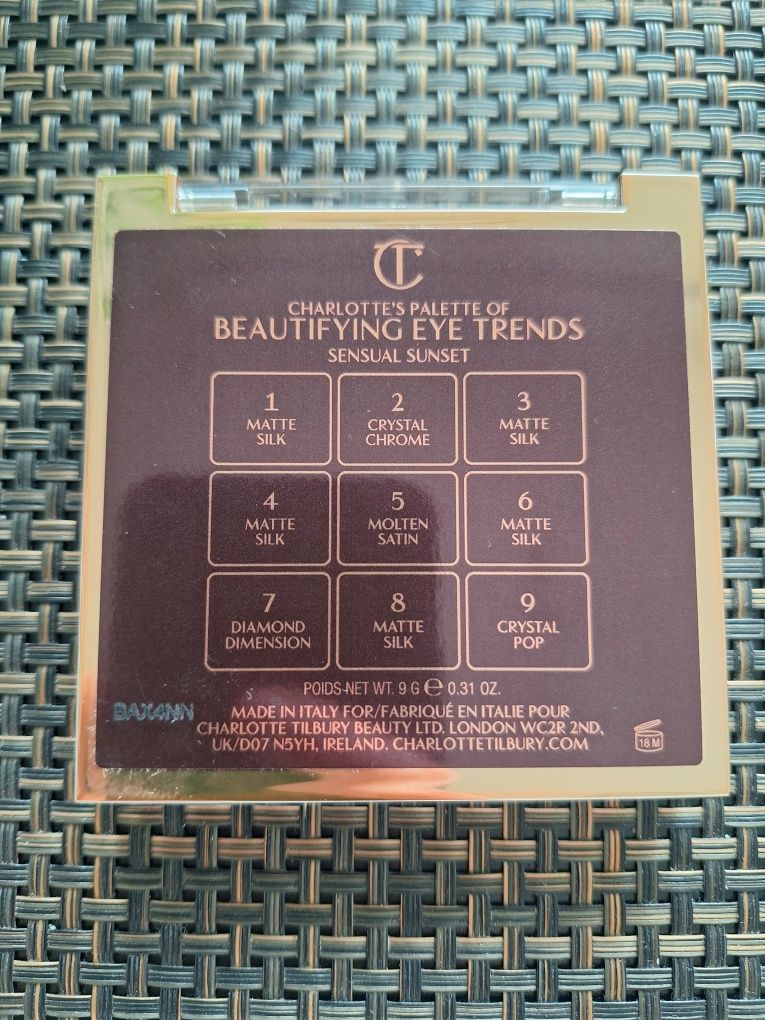 CT
CHARLOTTE'S PALETTE OF
BEAUTIFYING EYE TRENDS
SENSUAL SUNSET
1
MATTE
SILK
2
CRYSTAL
CHROME
3
MATTE
SILK
4
MATTE
SILK
5
MOLTEN
SATIN
6
MATTE
SILK
7
DIAMOND
DIMENSION
8
MATTE
SILK
9
CRYSTAL
POP
POIDS-NET WT. 9 G ℮ 0.31 OZ.
BAX4NN
MADE IN ITALY FOR/FABRIQUÉ EN ITALIE POUR
CHARLOTTE TILBURY BEAUTY LTD. LONDON WC2R 2ND,
UK/D07 N5YH, IRELAND. CHARLOTTETILBURY.COM
18 M